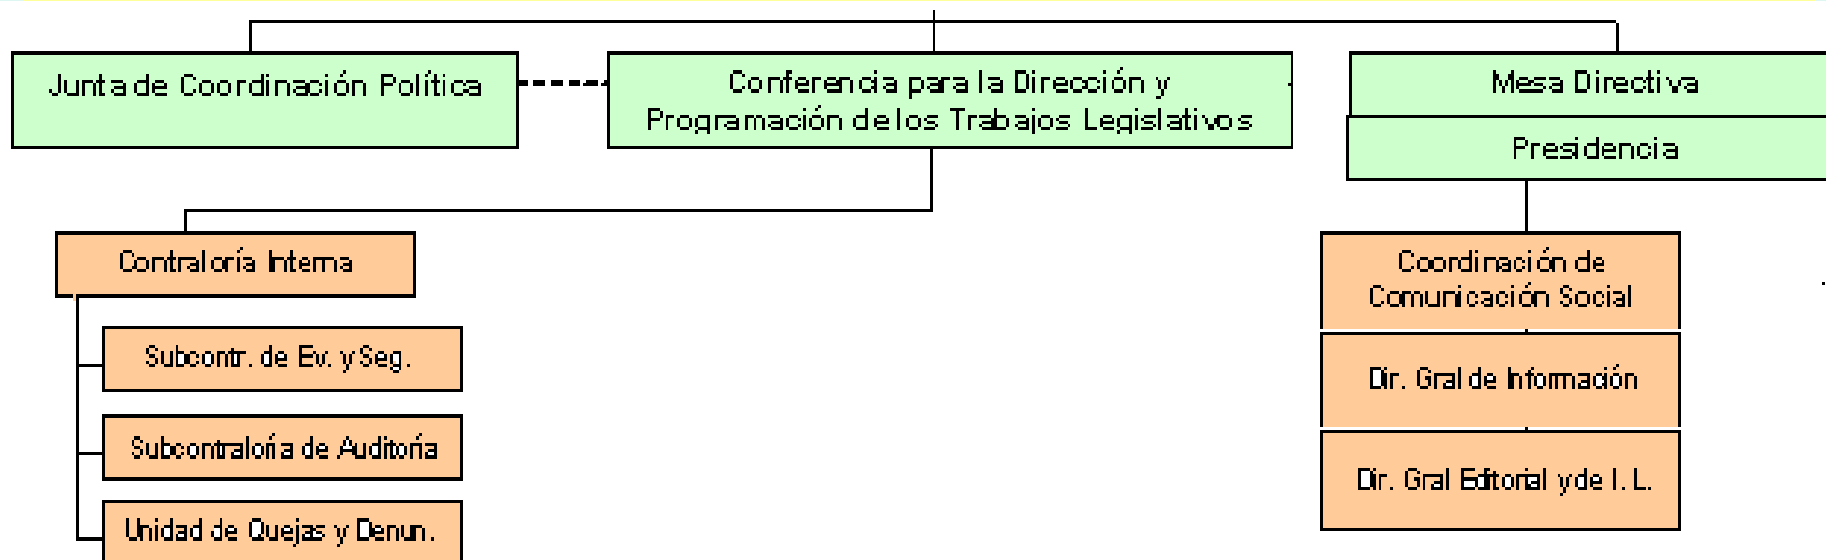 Junta de Coordinación Política
Conferencia para la Dirección y
Programación de los Trabajos Legislativos
Mesa Directiva
Presidencia
Contraloría Interna
Subcontr. de Ev. y Seg.
Subcontraloría de Auditoría
Unidad de Quejas y Denun.
Coordinación de
Comunicación Social
Dir. Gral de Información
Dir. Gral Editorial y de I. L.